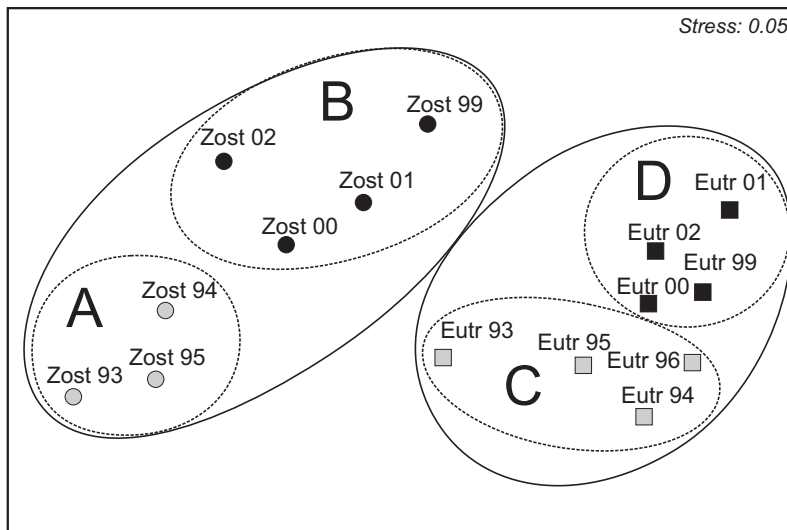 Stress: 0.05
B
Zost 99
Zost 02
Zost 01
Zost 00
D
Eutr 01
Eutr 02
Eutr 99
Eutr 00
A
Zost 94
Zost 95
Zost 93
Eutr 93
Eutr 95
Eutr 96
C
Eutr 94